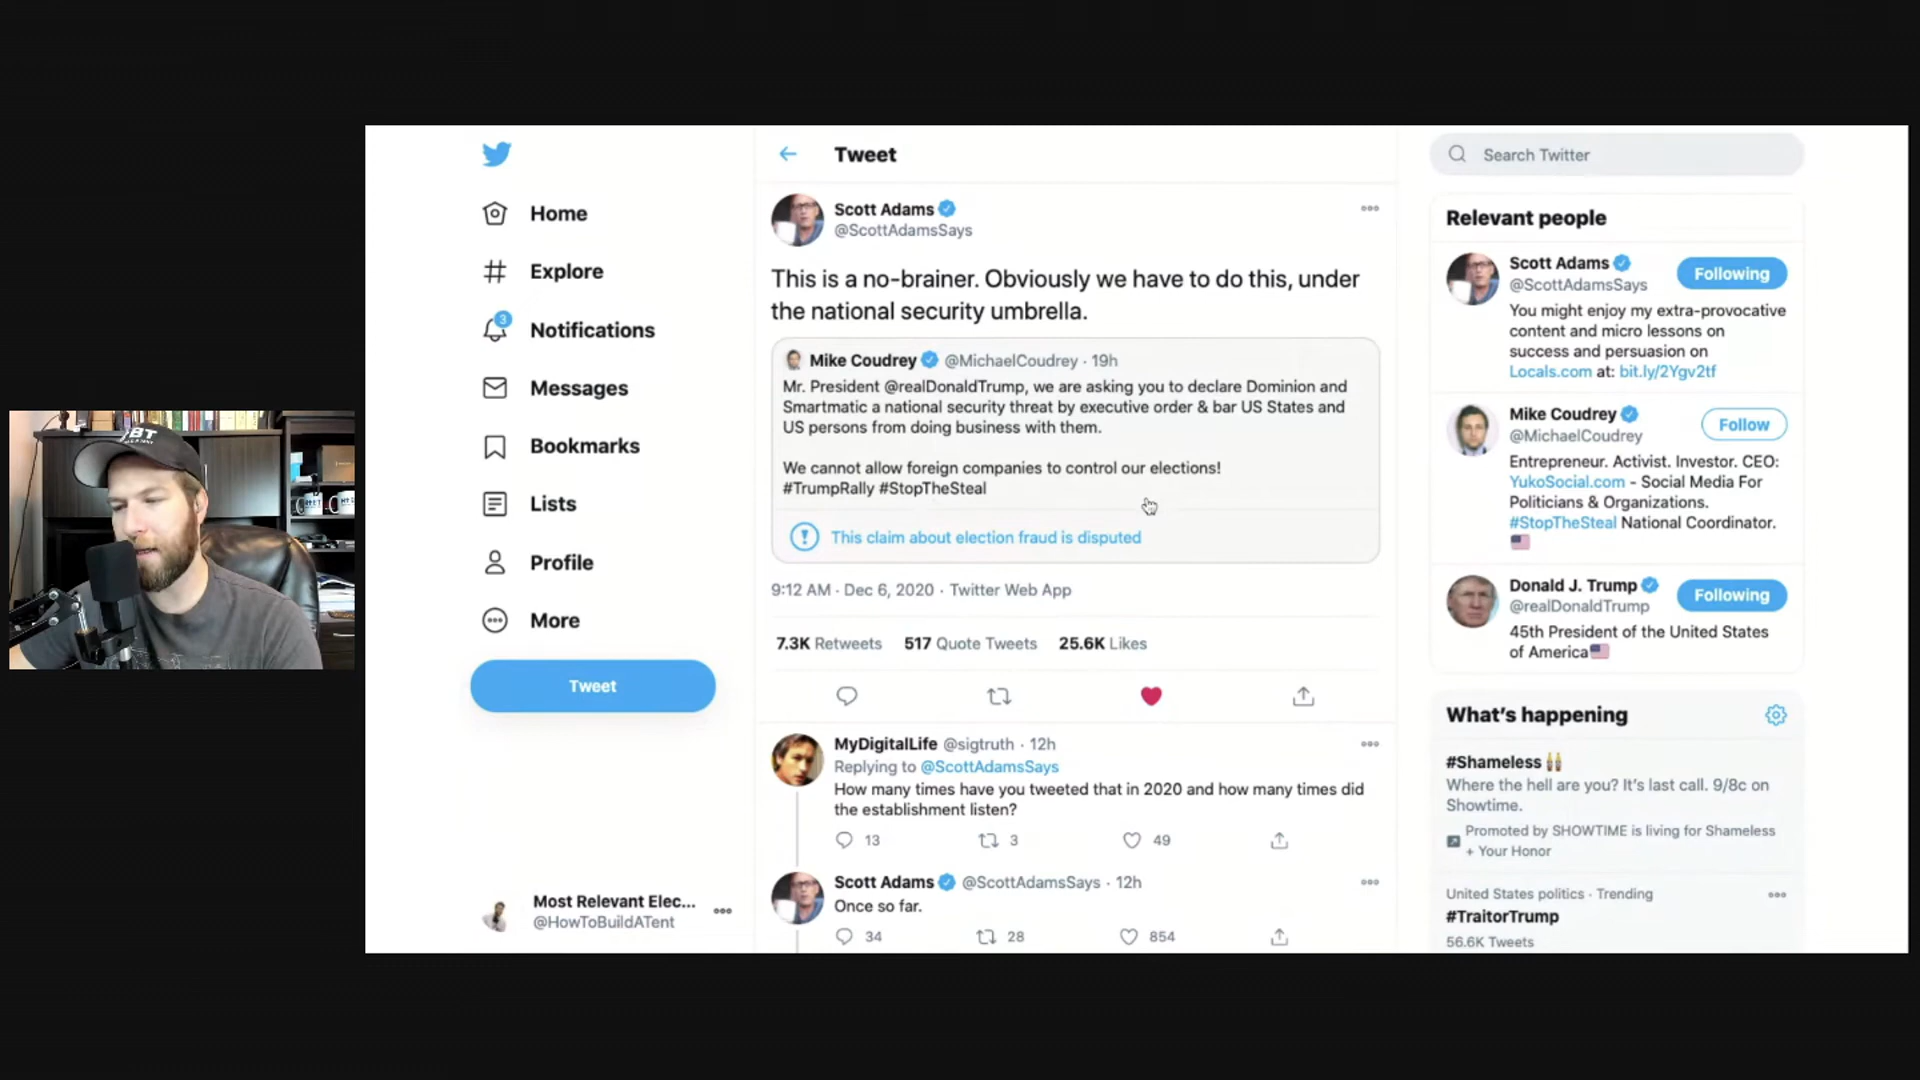 Home
Explore
3
Notifications
Messages
Bookmarks
Lists
Profile
More
Tweet
Most Relevant Elec...
@HowToBuildATent
Tweet
Scott Adams
@ScottAdamsSays
This is a no-brainer. Obviously we have to do this, under
the national security umbrella.
Mike Coudrey @MichaelCoudrey · 19h
Mr. President @realDonaldTrump, we are asking you to declare Dominion and
Smartmatic a national security threat by executive order & bar US States and
US persons from doing business with them.
We cannot allow foreign companies to control our elections!
#TrumpRally #StopTheSteal
This claim about election fraud is disputed
9:12 AM · Dec 6, 2020 · Twitter Web App
7.3K Retweets 517 Quote Tweets 25.6K Likes
MyDigitalLife @sigtruth · 12h
Replying to @ScottAdamsSays
How many times have you tweeted that in 2020 and how many times did
the establishment listen?
13 3 49
Scott Adams @ScottAdamsSays · 12h
Once so far.
34 28 854
Search Twitter
Relevant people
Scott Adams
@ScottAdamsSays
Following
You might enjoy my extra-provocative
content and micro lessons on
success and persuasion on
Locals.com at: bit.ly/2Ygv2tf
Mike Coudrey
@MichaelCoudrey
Follow
Entrepreneur. Activist. Investor. CEO:
YukoSocial.com - Social Media For
Politicians & Organizations.
#StopTheSteal National Coordinator.
Donald J. Trump
@realDonaldTrump
Following
45th President of the United States
of America
What's happening
#Shameless
Where the hell are you? It's last call. 9/8c on
Showtime.
Promoted by SHOWTIME is living for Shameless
+ Your Honor
United States politics · Trending
#TraitorTrump
56.6K Tweets